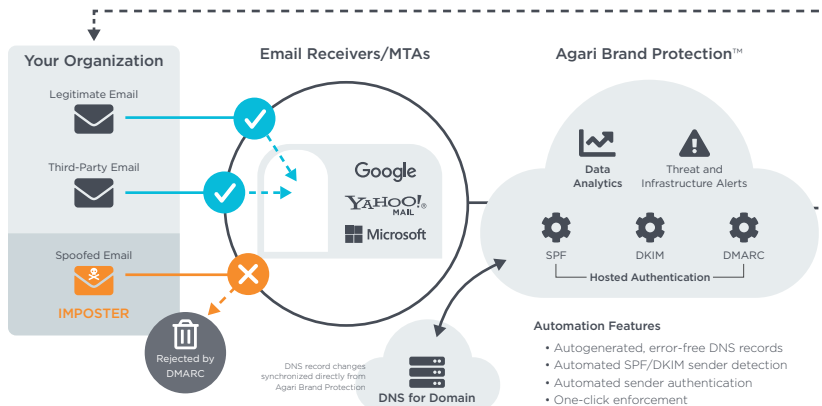 Your Organization
Legitimate Email
Third-Party Email
Spoofed Email
IMPOSTER
Rejected by
DMARC
Email Receivers/MTAs
Google
YAHOO!®
MAIL
Microsoft
DNS record changes
synchronized directly from
Agari Brand Protection
DNS for Domain
Agari Brand Protection™
Data
Analytics
Threat and
Infrastructure Alerts
SPF
DKIM
DMARC
Hosted Authentication
Automation Features
• Autogenerated, error-free DNS records
• Automated SPF/DKIM sender detection
• Automated sender authentication
• One-click enforcement